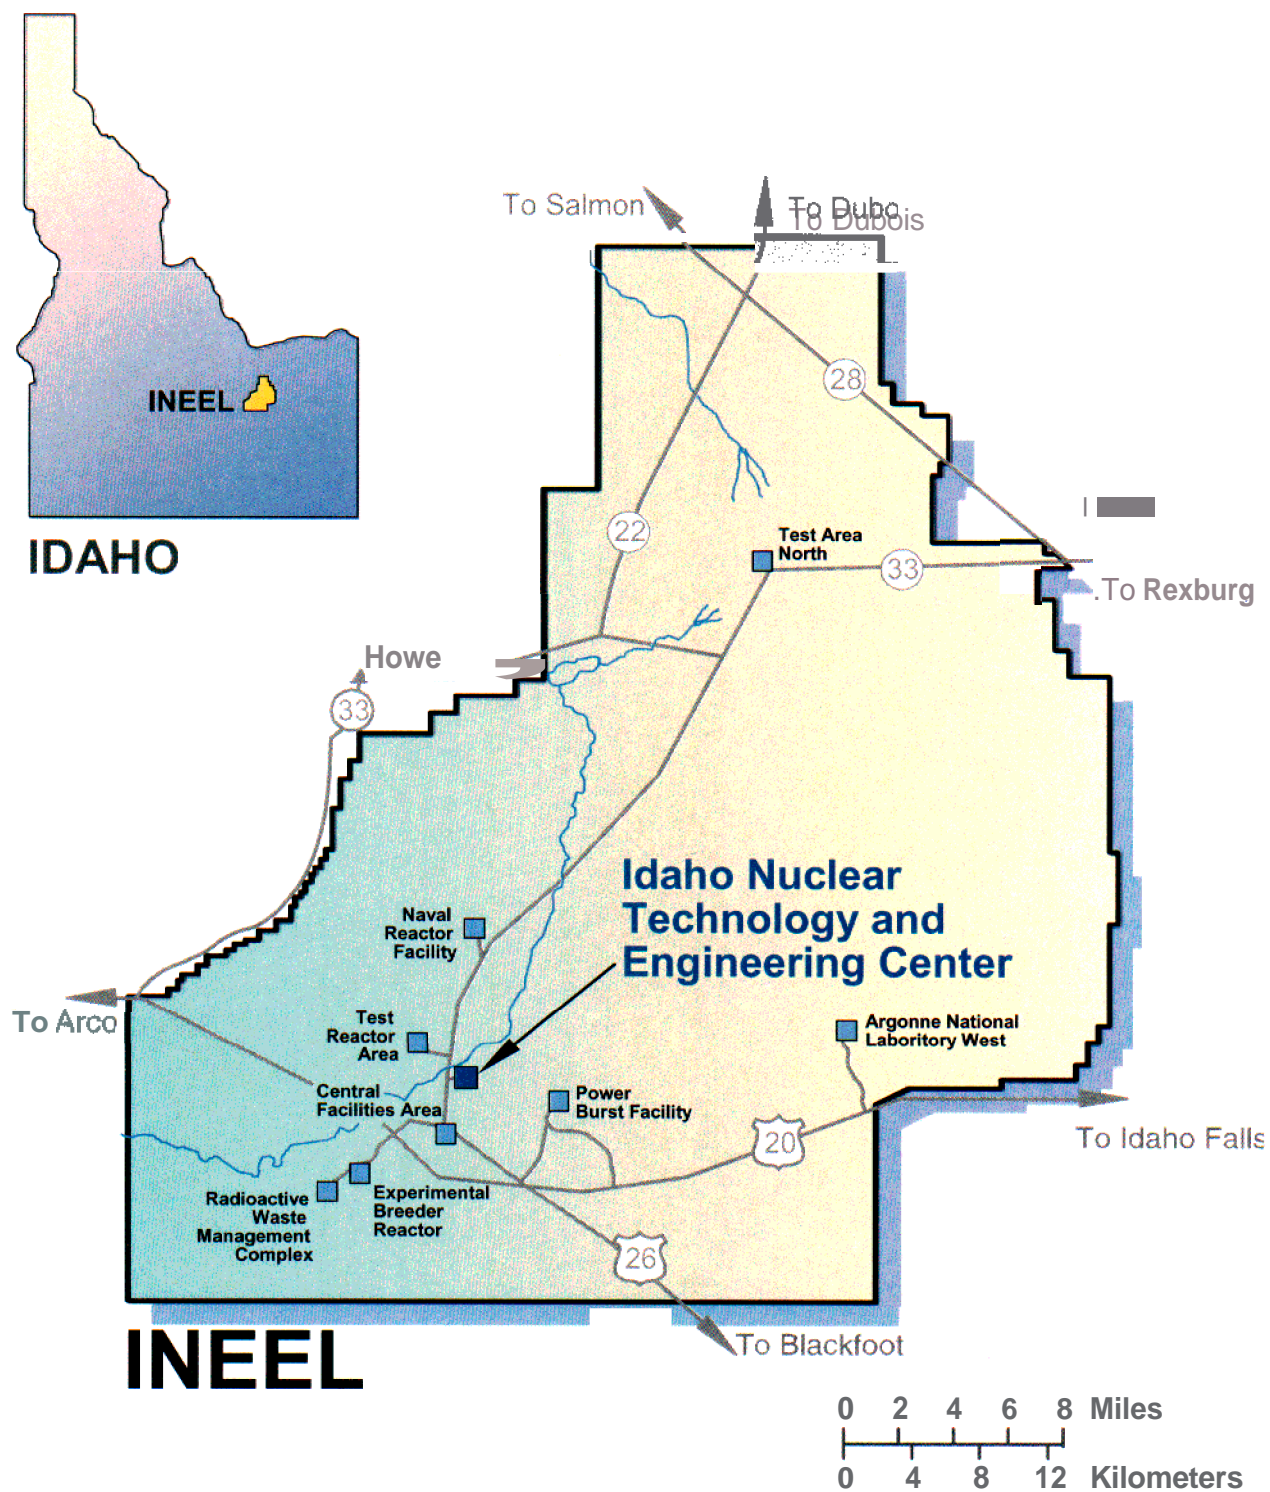 To Salmon
To Dubo
To Dubois
28
INEEL
IDAHO
22
Test Area
North
33
.To Rexburg
Howe
33
Idaho Nuclear
Technology and
Engineering Center
Naval
Reactor
Facility
To Arco
Test
Reactor
Area
Argonne National
Laboritory West
Central
Facilities Area
Power
Burst Facility
20
To Idaho Falls
Radioactive
Waste
Management
Complex
Experimental
Breeder
Reactor
26
INEEL
To Blackfoot
0 2 4 6 8 Miles
0 4 8 12 Kilometers